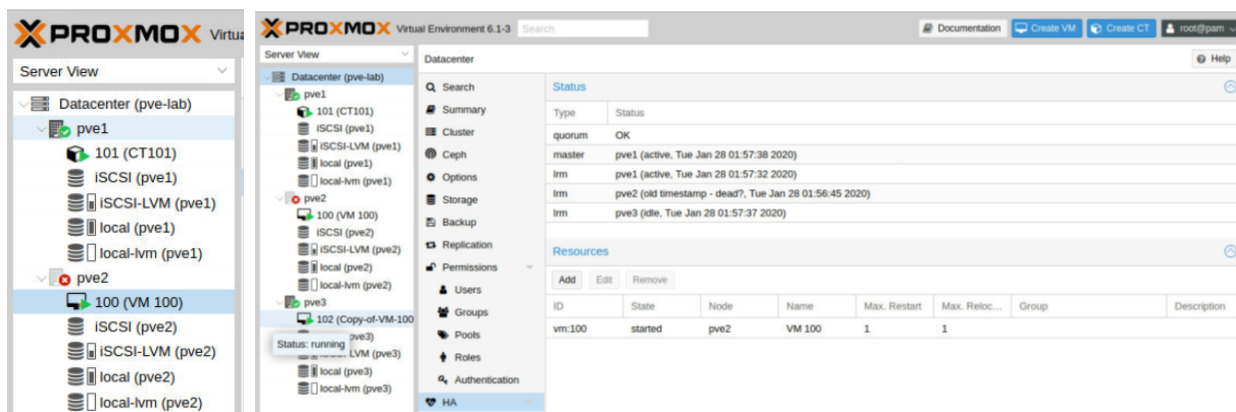 PROXMOX Virtua
Server View
Datacenter (pve-lab)
pve1
101 (CT101)
iSCSI (pve1)
iSCSI-LVM (pve1)
local (pve1)
local-lvm (pve1)
pve2
100 (VM 100)
iSCSI (pve2)
iSCSI-LVM (pve2)
local (pve2)
local-lvm (pve2)
PROXMOX Virtual Environment 6.1-3 Search Documentation Create VM Create CT root@pam
Server View
Datacenter (pve-lab)
pve1
101 (CT101)
iSCSI (pve1)
iSCSI-LVM (pve1)
local (pve1)
local-lvm (pve1)
pve2
100 (VM 100)
iSCSI (pve2)
iSCSI-LVM (pve2)
local (pve2)
local-lvm (pve2)
pve3
102 (Copy-of-VM-100
Status: running
pve3)
LVM (pve3)
local (pve3)
local-lvm (pve3)
Datacenter Help
Search
Summary
Cluster
Ceph
Options
Storage
Backup
Replication
Permissions
Users
Groups
Pools
Roles
Authentication
HA
Status
Type Status
quorum OK
master pve1 (active, Tue Jan 28 01:57:38 2020)
lrm pve1 (active, Tue Jan 28 01:57:32 2020)
lrm pve2 (old timestamp - dead?, Tue Jan 28 01:56:45 2020)
lrm pve3 (idle, Tue Jan 28 01:57:37 2020)
Resources
Add Edit Remove
ID State Node Name Max. Restart Max. Reloc... Group Description
vm:100 started pve2 VM 100 1 1